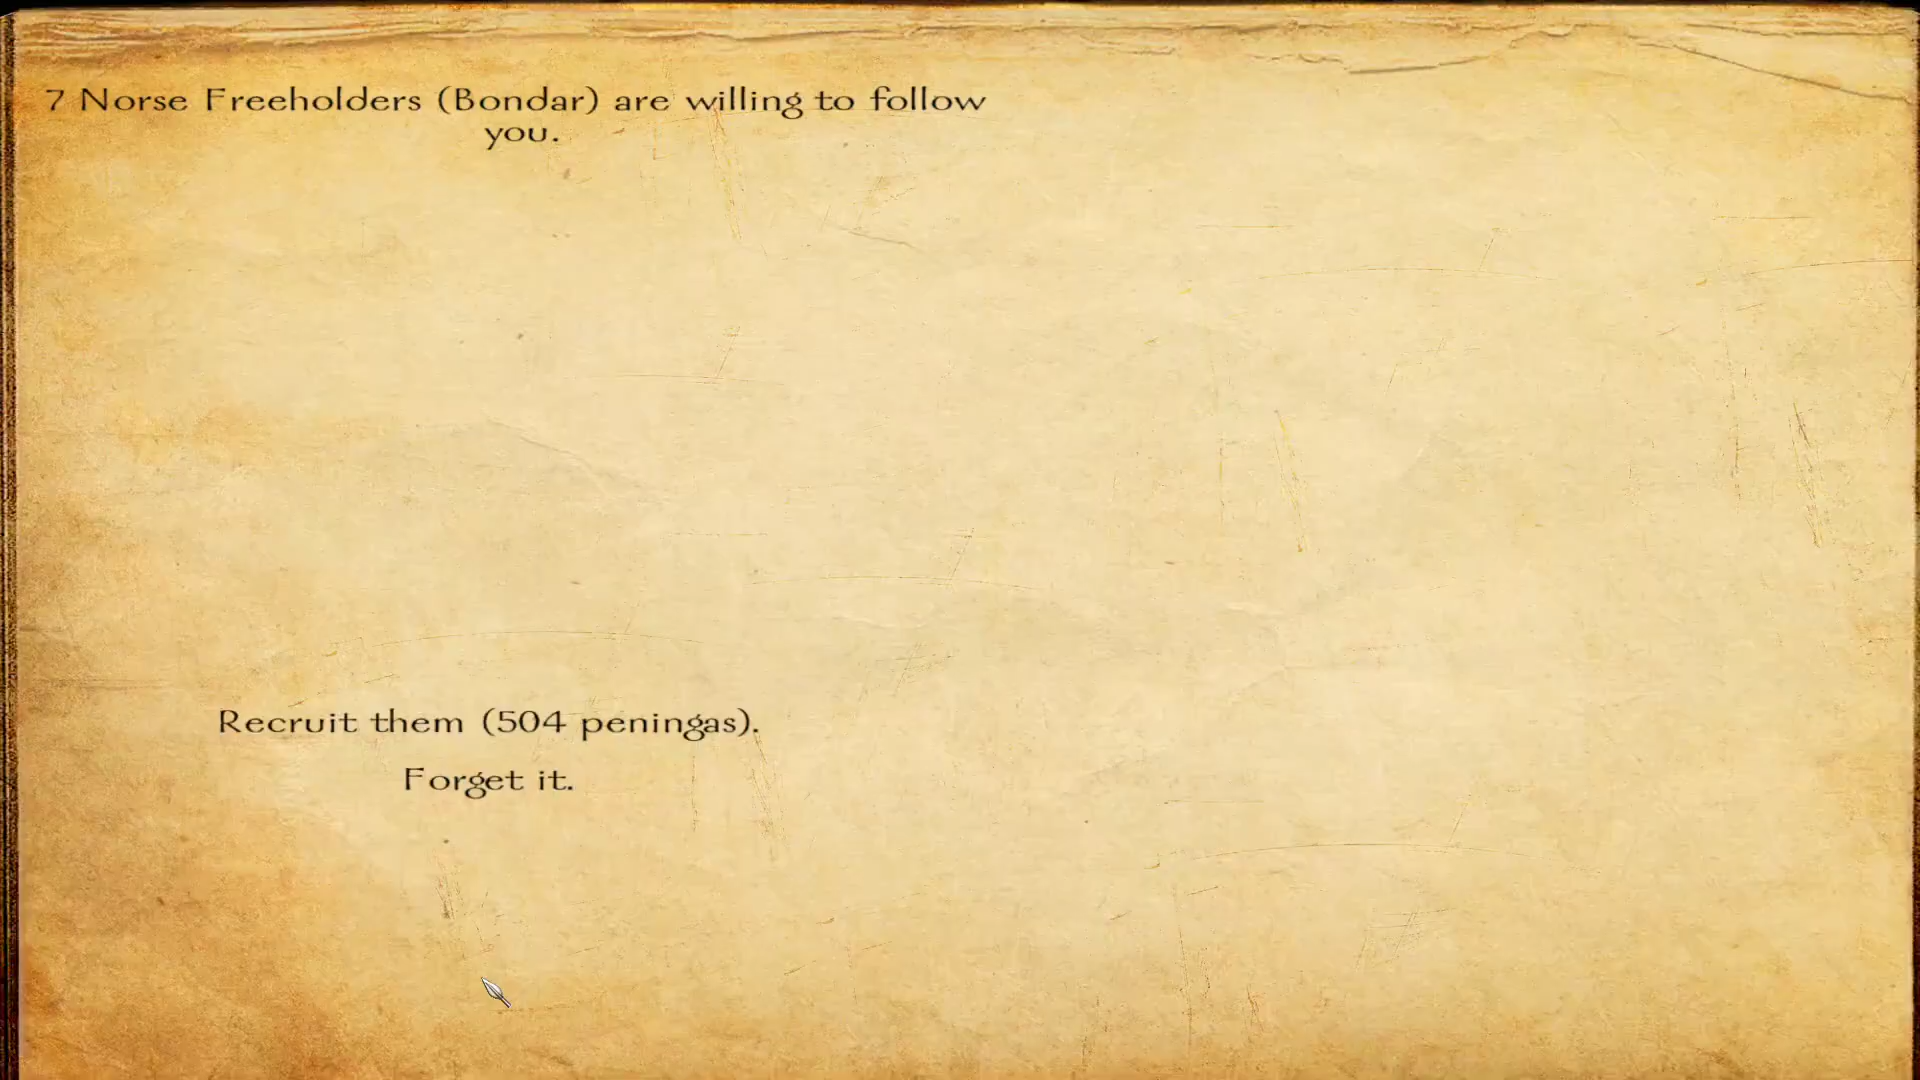 7 Norse Freeholders (Bondar) are willing to follow
you.
Recruit them (504 peningas).
Forget it.